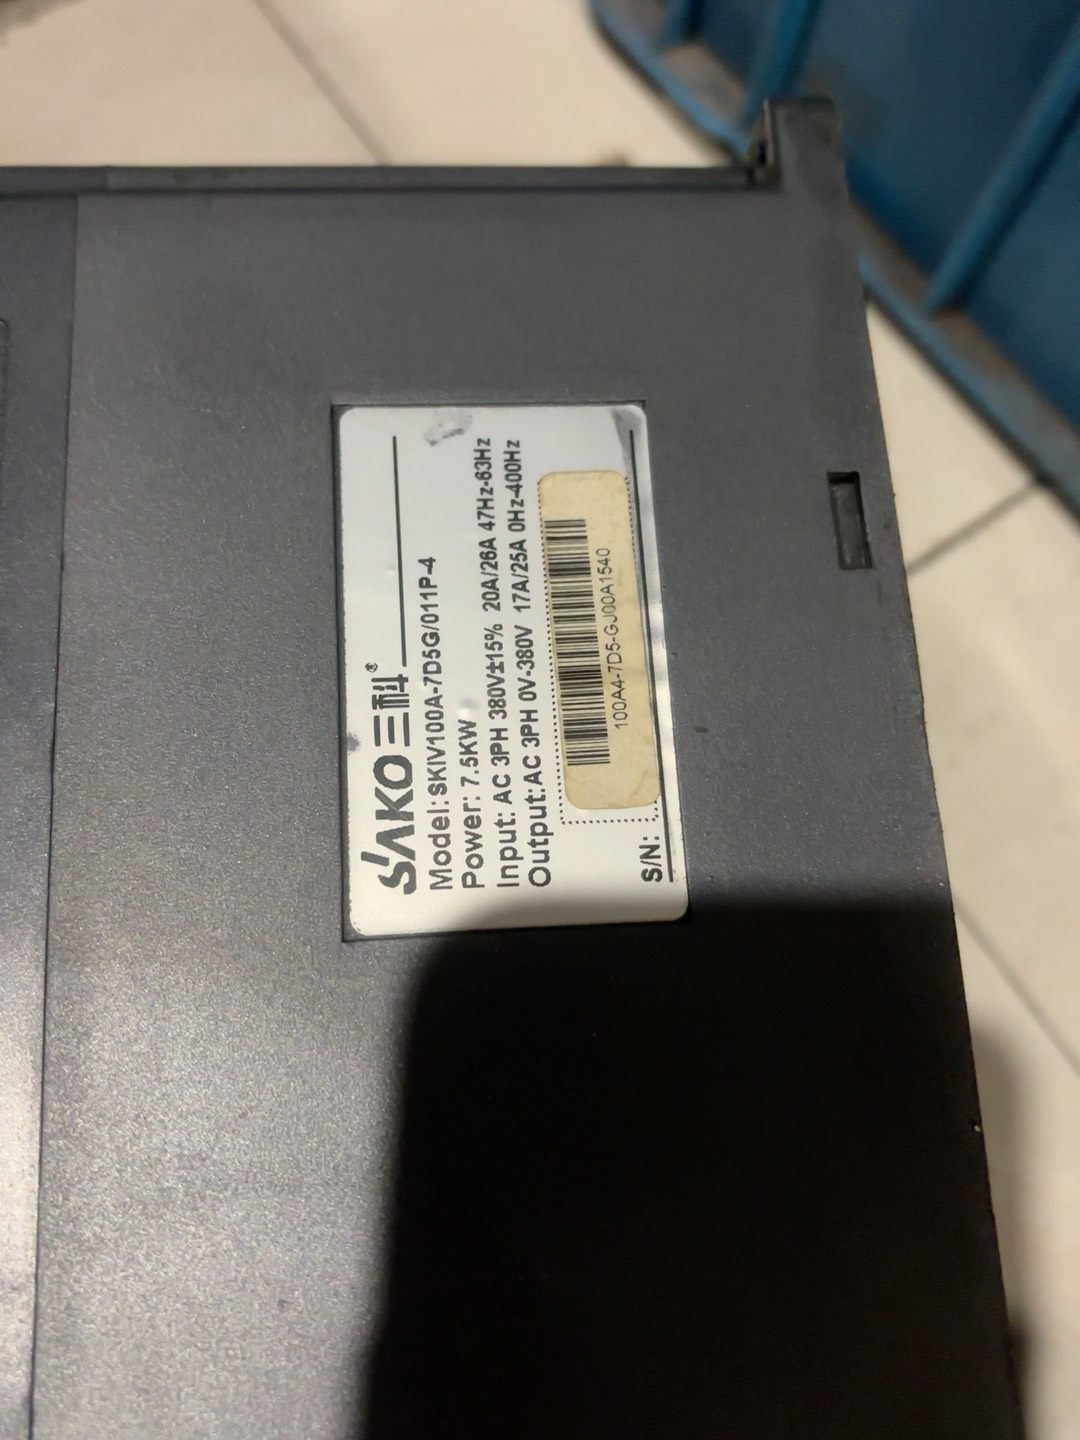 SAKO三科®
Model: SKIV100A-7D5G/011P-4
Power: 7.5KW
Input: AC 3PH 380V±15% 20A/26A 47Hz-63Hz
Output: AC 3PH 0V-380V 17A/25A 0Hz-400Hz
100A4-7D5-GJ00A1540
S/N: